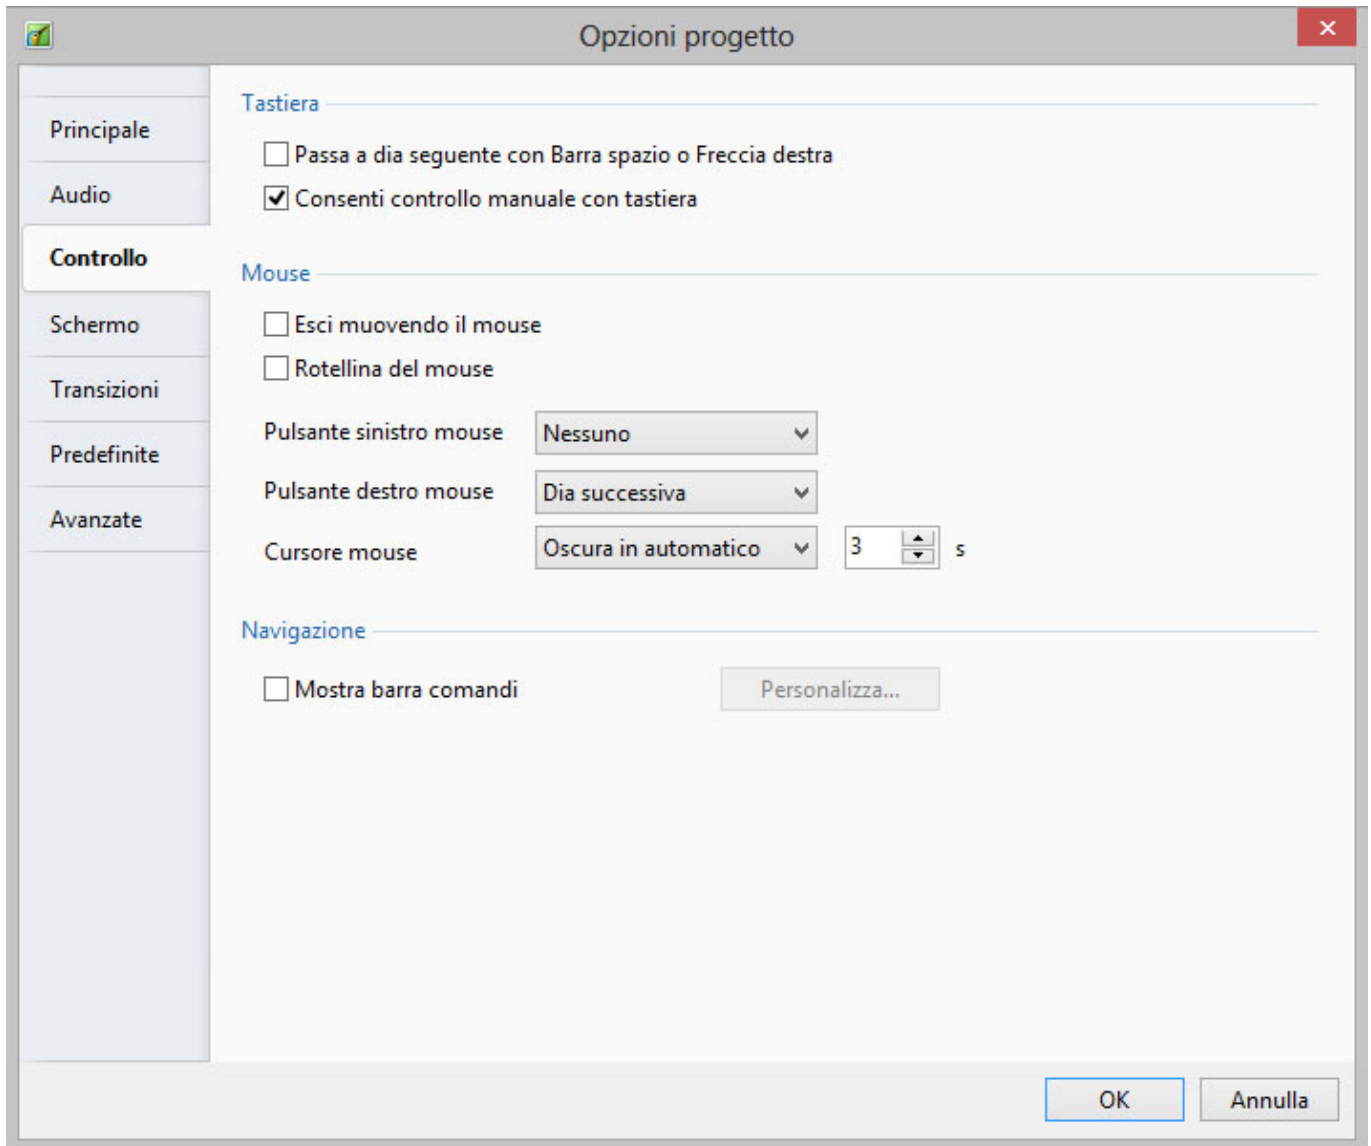 Opzioni progetto
Principale
Audio
Controllo
Schermo
Transizioni
Predefinite
Avanzate
Tastiera
Passa a dia seguente con Barra spazio o Freccia destra
Consenti controllo manuale con tastiera
Mouse
Esci muovendo il mouse
Rotellina del mouse
Pulsante sinistro mouse Nessuno
Pulsante destro mouse Dia successiva
Cursore mouse Oscura in automatico 3 s
Navigazione
Mostra barra comandi Personalizza...
OK Annulla